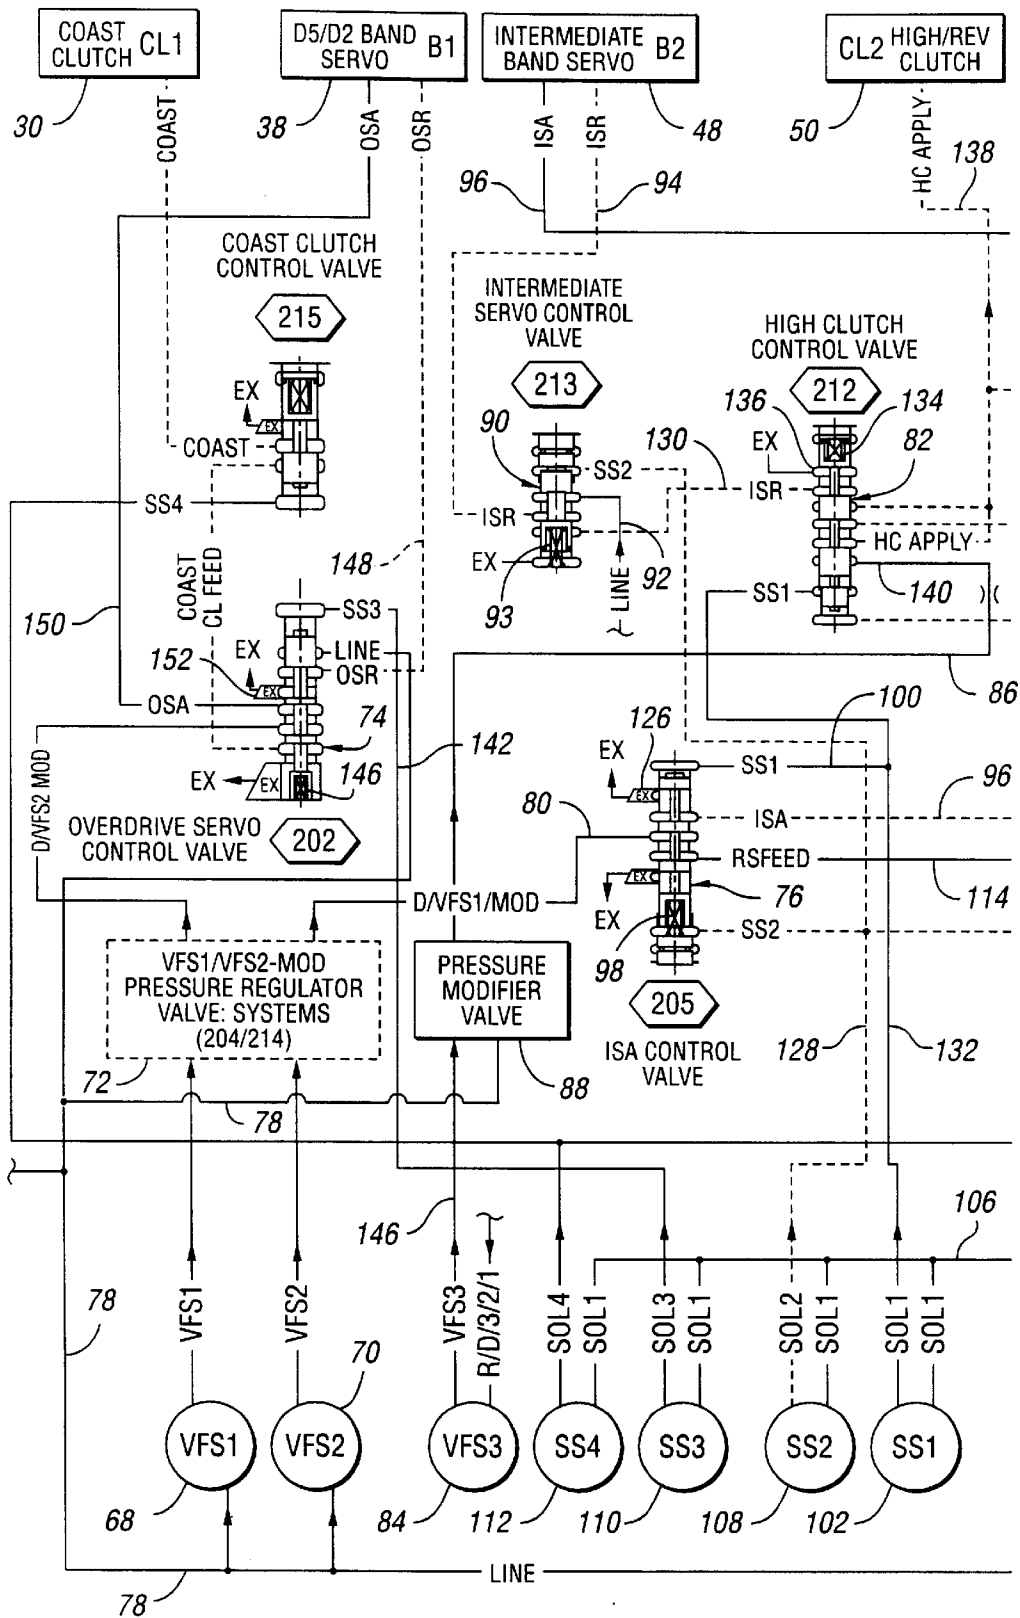 COAST
CLUTCH CL1
D5/D2 BAND
SERVO B1
INTERMEDIATE
BAND SERVO B2
CL2 HIGH/REV
CLUTCH
30
38
48
50
COAST
OSA
OSR
ISA
ISR
HC APPLY
138
96
94
COAST CLUTCH
CONTROL VALVE
215
INTERMEDIATE
SERVO CONTROL
VALVE
213
HIGH CLUTCH
CONTROL VALVE
212
EX
EX
COAST
SS4
COAST
CL FEED
90
SS2
ISR
EX
93
LINE
92
130
136
134
82
EX
ISR
HC APPLY
SS1
140
148
150
152
SS3
EX
LINE
OSR
EX
OSA
74
142
EX
EX
146
D/VFS2 MOD
OVERDRIVE SERVO
CONTROL VALVE
202
86
100
126
EX
EX
SS1
80
ISA
96
RSFEED
114
EX
EX
76
SS2
98
205
ISA CONTROL
VALVE
D/VFS1/MOD
VFS1/VFS2-MOD
PRESSURE REGULATOR
VALVE: SYSTEMS
(204/214)
PRESSURE
MODIFIER
VALVE
72
78
88
128
132
146
106
78
VFS1
VFS2
VFS3
R/D/3/2/1
SOL4
SOL1
SOL3
SOL1
SOL2
SOL1
SOL1
SOL1
70
VFS1
VFS2
VFS3
SS4
SS3
SS2
SS1
68
84
112
110
108
102
78
LINE